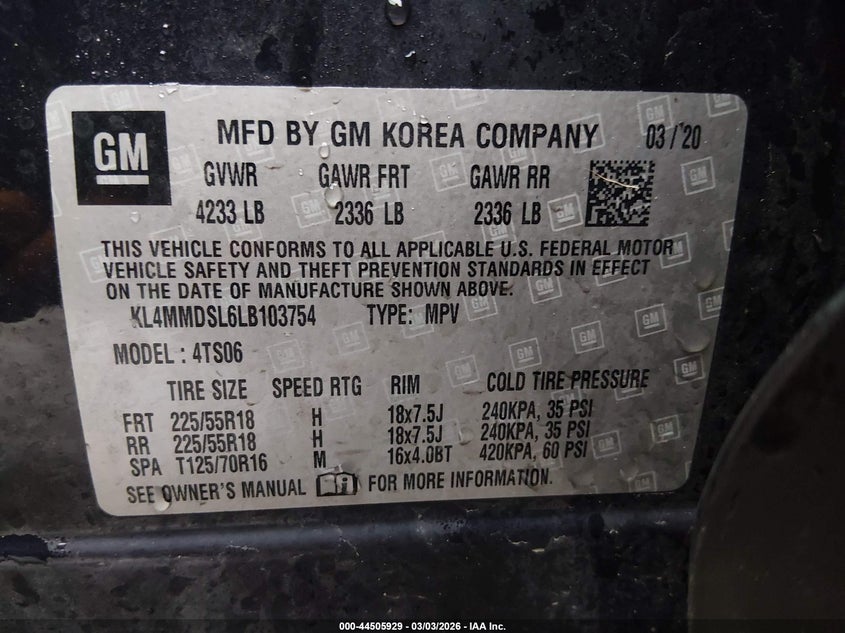 GM MFD BY GM KOREA COMPANY 03/20
GVWR GAWR FRT GAWR RR
4233 LB 2336 LB 2336 LB
THIS VEHICLE CONFORMS TO ALL APPLICABLE U.S. FEDERAL MOTOR
VEHICLE SAFETY AND THEFT PREVENTION STANDARDS IN EFFECT
ON THE DATE OF MANUFACTURE SHOWN ABOVE.
KL4MMDSL6LB103754 TYPE: MPV
MODEL: 4TS06
TIRE SIZE SPEED RTG RIM COLD TIRE PRESSURE
FRT 225/55R18 H 18x7.5J 240KPA, 35 PSI
RR 225/55R18 H 18x7.5J 240KPA, 35 PSI
SPA T125/70R16 M 16x4.0BT 420KPA, 60 PSI
SEE OWNER'S MANUAL FOR MORE INFORMATION.
000-44505929 - 03/03/2026 - IAA Inc.